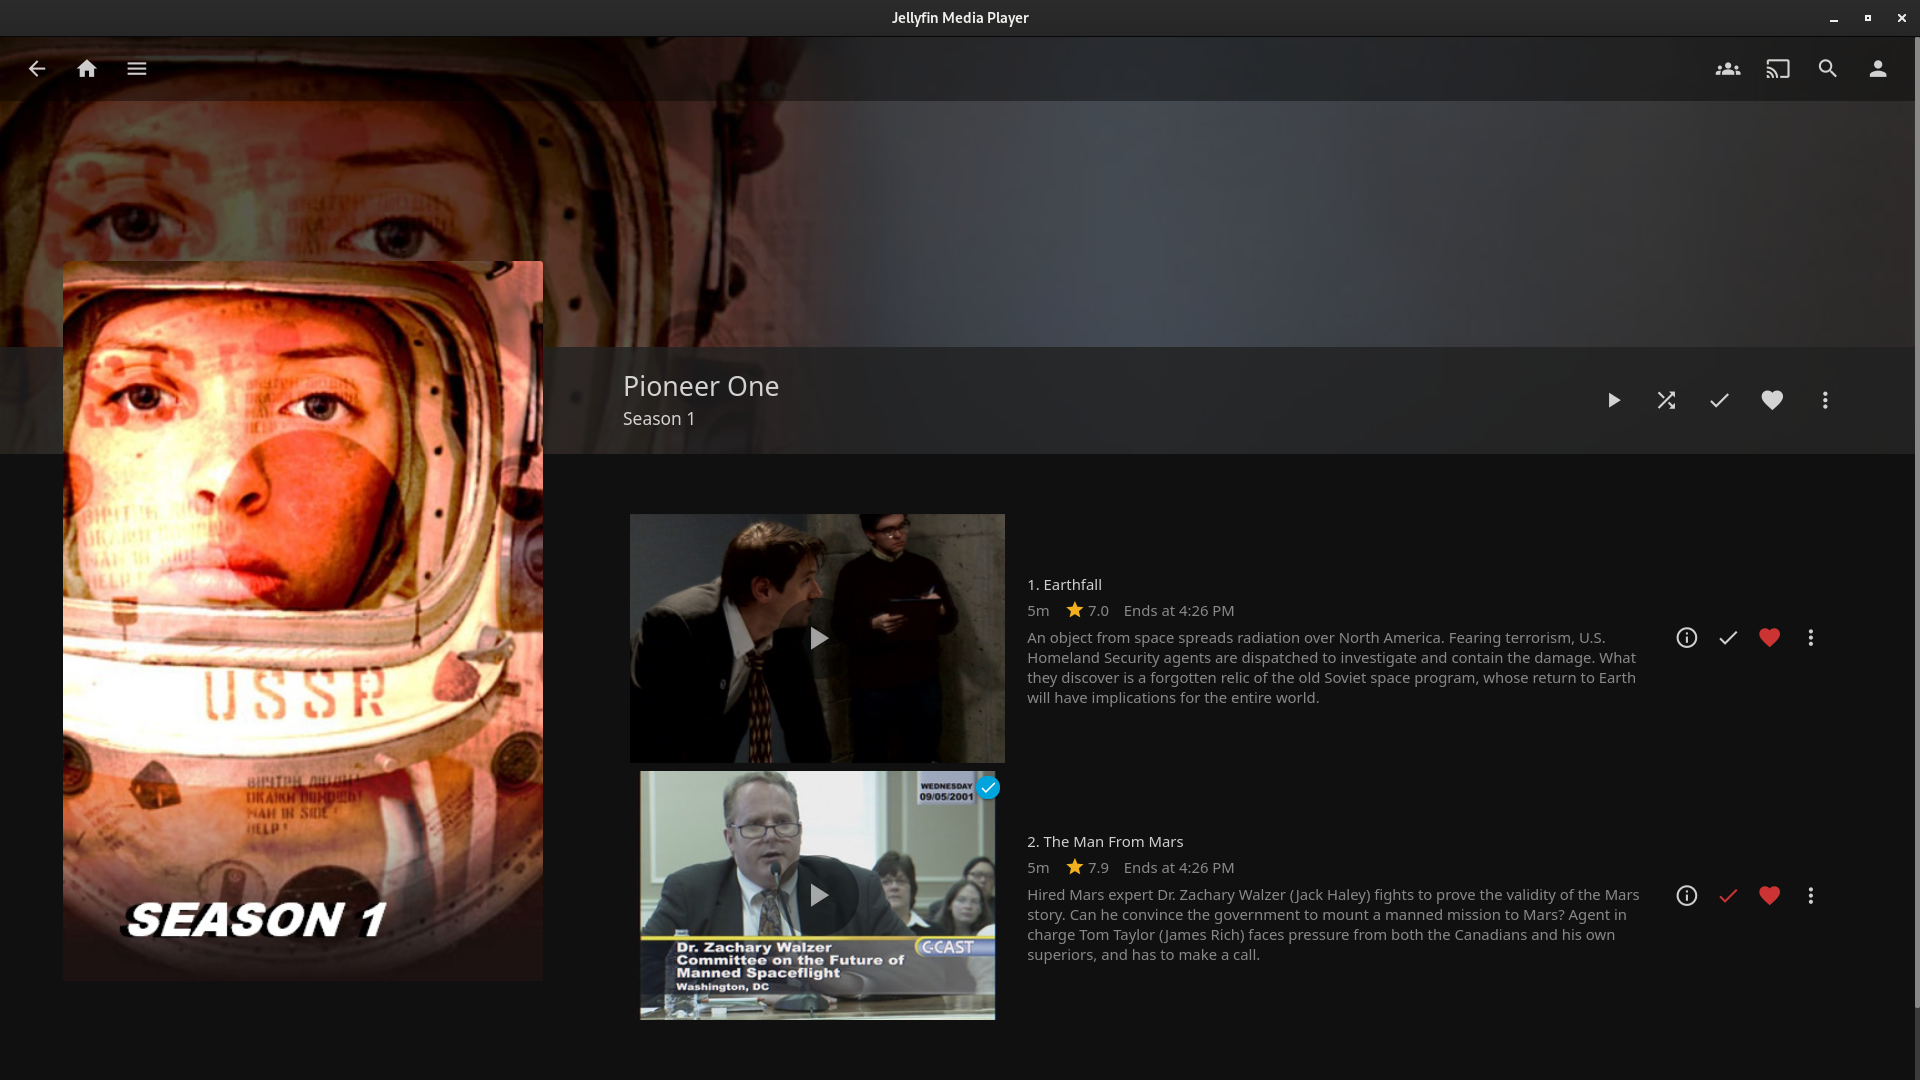 Jellyfin Media Player
Pioneer One
Season 1
USSR
SEASON 1
1. Earthfall
5m 7.0 Ends at 4:26 PM
An object from space spreads radiation over North America. Fearing terrorism, U.S.
Homeland Security agents are dispatched to investigate and contain the damage. What
they discover is a forgotten relic of the old Soviet space program, whose return to Earth
will have implications for the entire world.
WEDNESDAY
09/05/2001
Dr. Zachary Walzer
Committee on the Future of
Manned Spaceflight
Washington, DC
C-CAST
2. The Man From Mars
5m 7.9 Ends at 4:26 PM
Hired Mars expert Dr. Zachary Walzer (Jack Haley) fights to prove the validity of the Mars
story. Can he convince the government to mount a manned mission to Mars? Agent in
charge Tom Taylor (James Rich) faces pressure from both the Canadians and his own
superiors, and has to make a call.